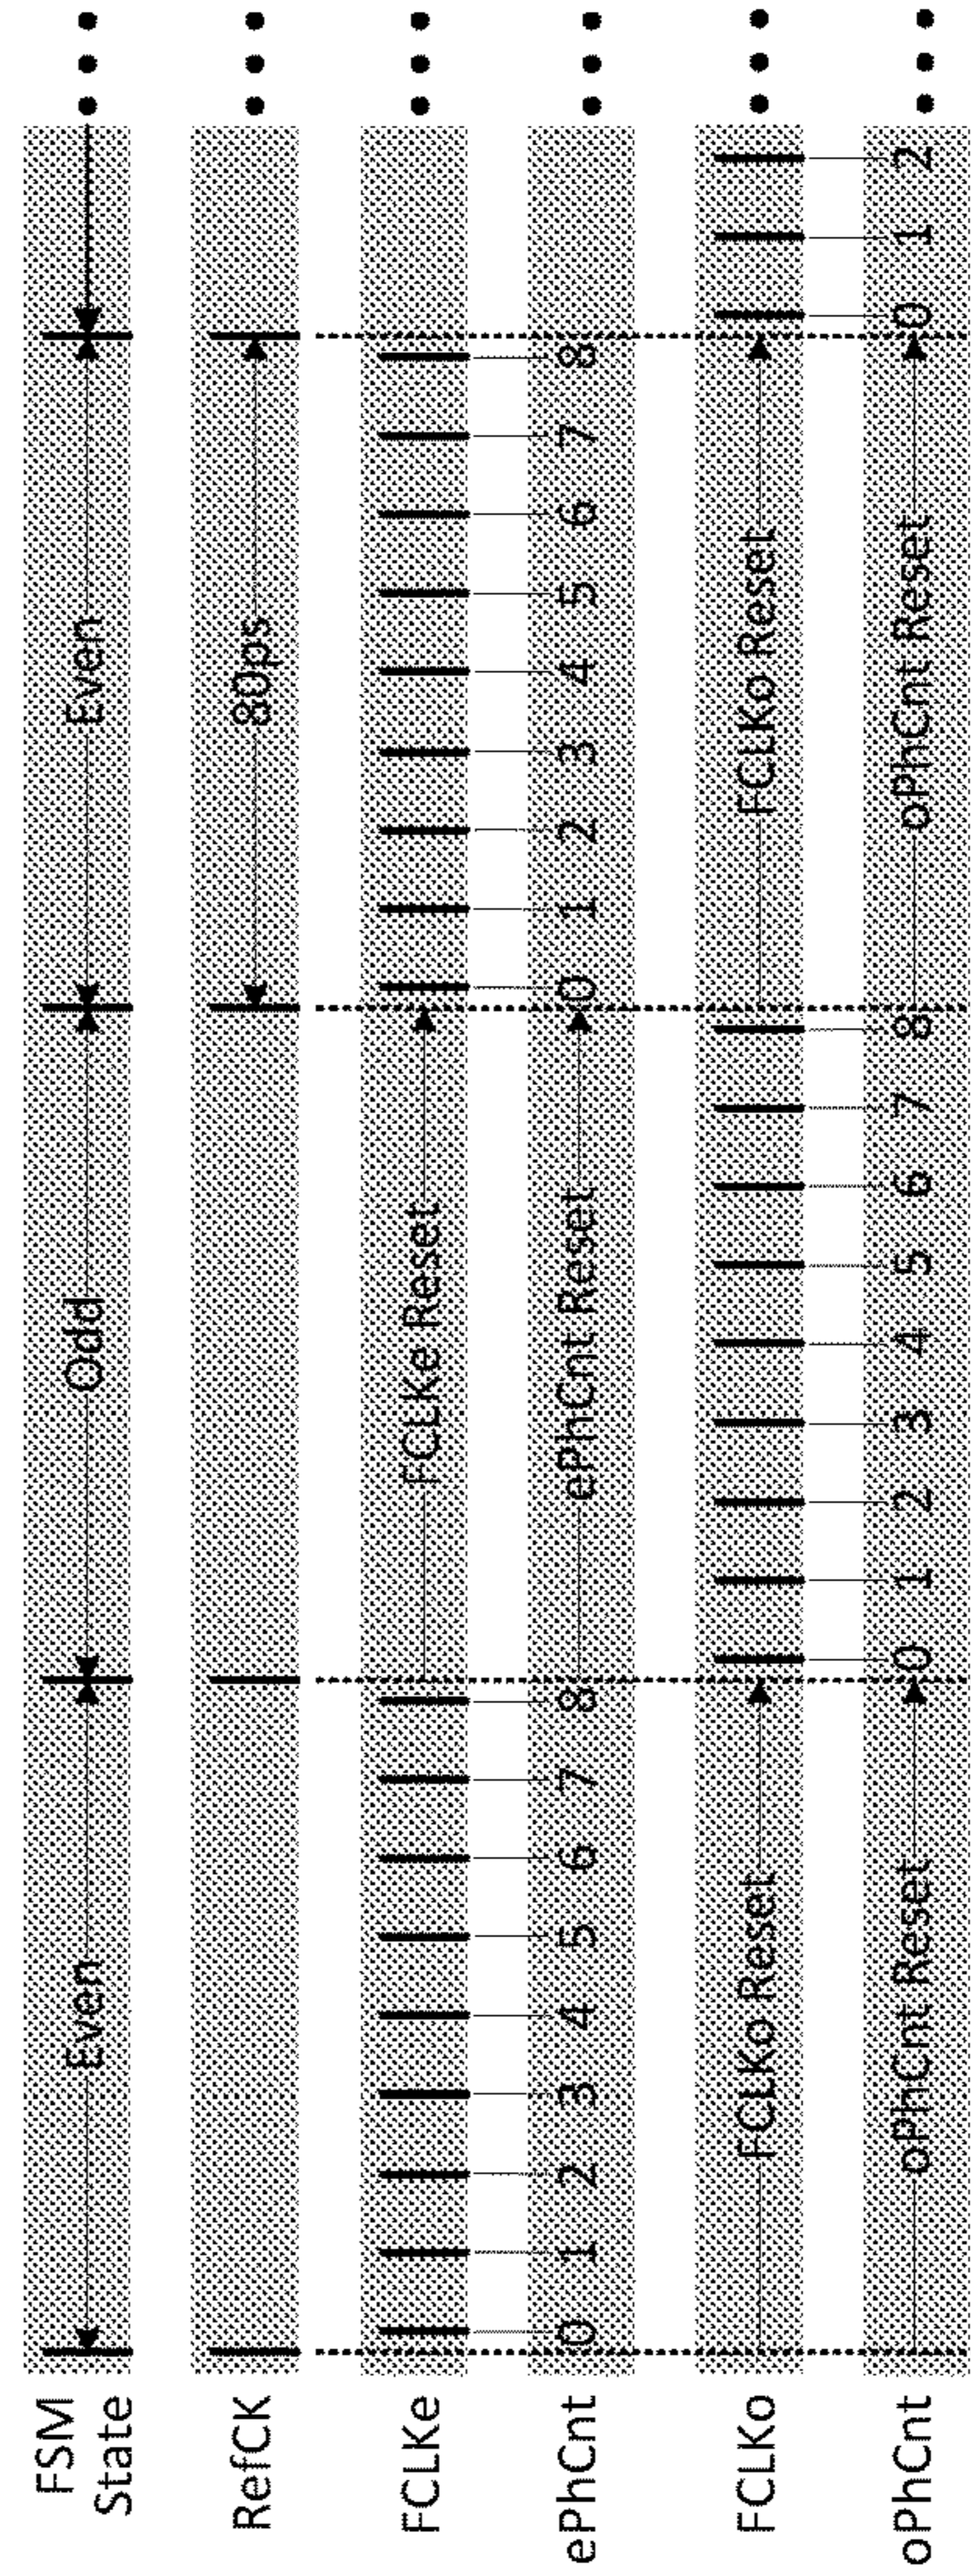 FSM
State
Even
Odd
Even
RefCK
80ps
FCLKe
FCLKe Reset
ePhCnt
0 1 2 3 4 5 6 7 8
ePhCnt Reset
0 1 2 3 4 5 6 7 8
FCLKo
FCLKo Reset
FCLKo Reset
oPhCnt
oPhCnt Reset
0 1 2 3 4 5 6 7 8
oPhCnt Reset
0 1 2